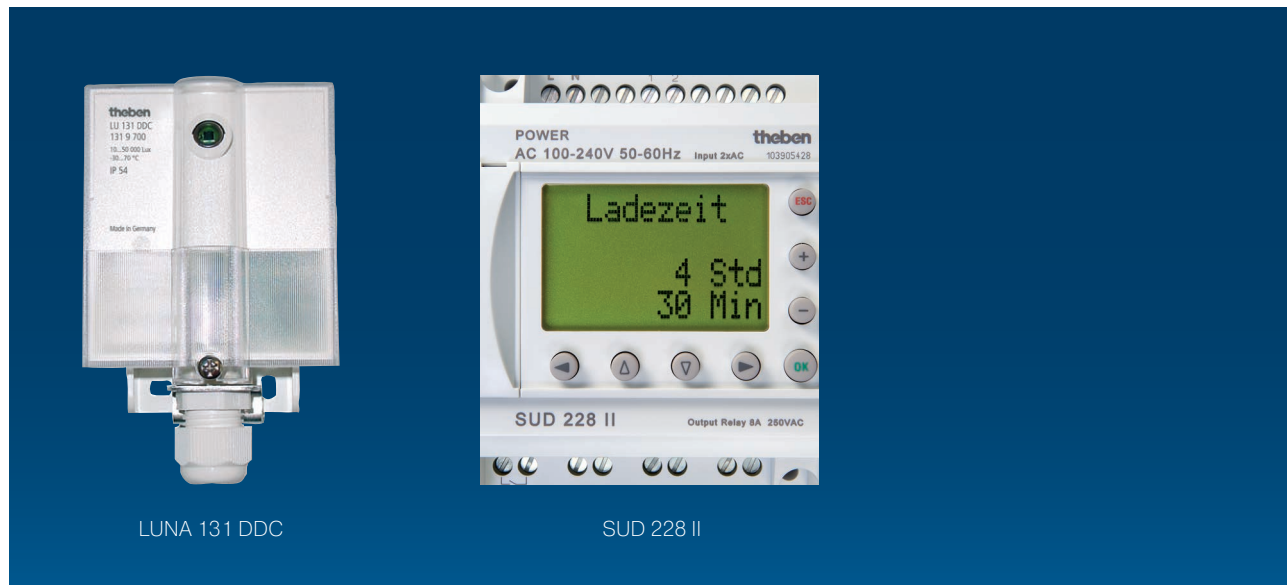 theben
LU 131 DDC
131 9 700
10...50 000 Lux
-30...70 °C
IP 54
Made in Germany
LUNA 131 DDC
L N 1 2
POWER
theben
AC 100-240V 50-60Hz Input 2xAC 103905428
Ladezeit
4 Std
30 Min
ESC
+
-
OK
SUD 228 II
Output Relay 8A 250VAC
SUD 228 II